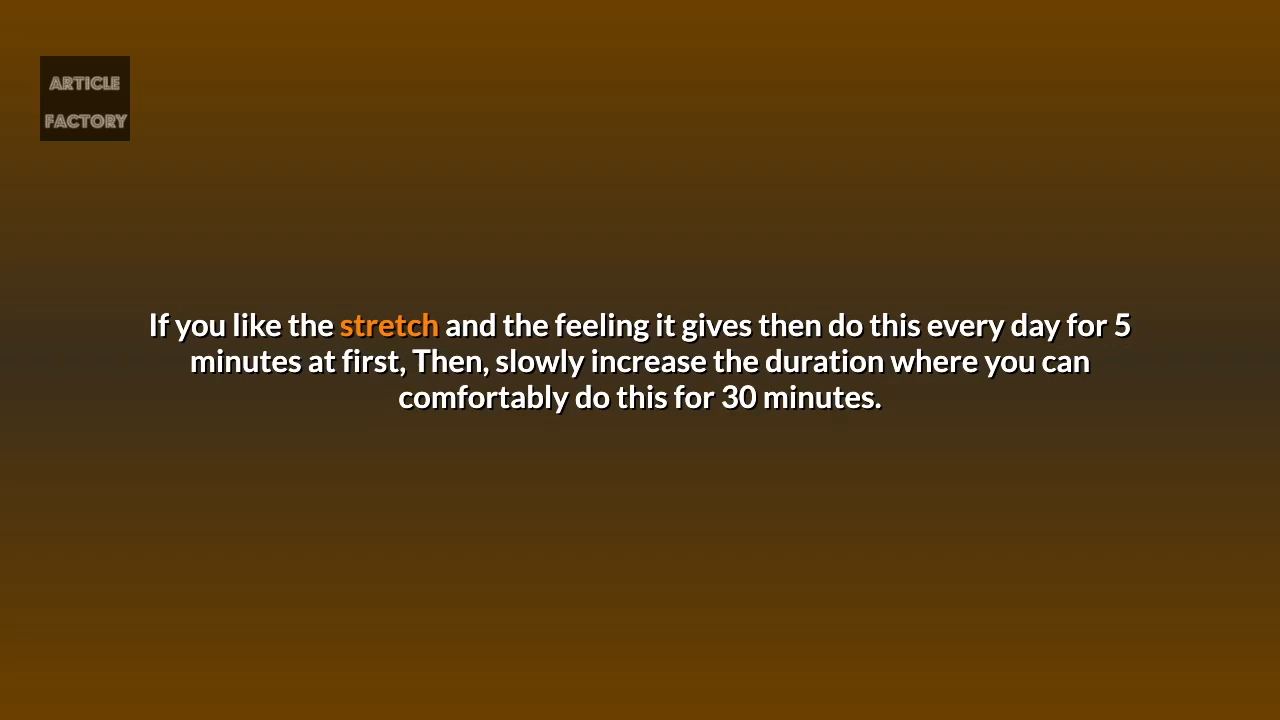 ARTICLE
FACTORY
If you like the stretch and the feeling it gives then do this every day for 5
minutes at first, Then, slowly increase the duration where you can
comfortably do this for 30 minutes.